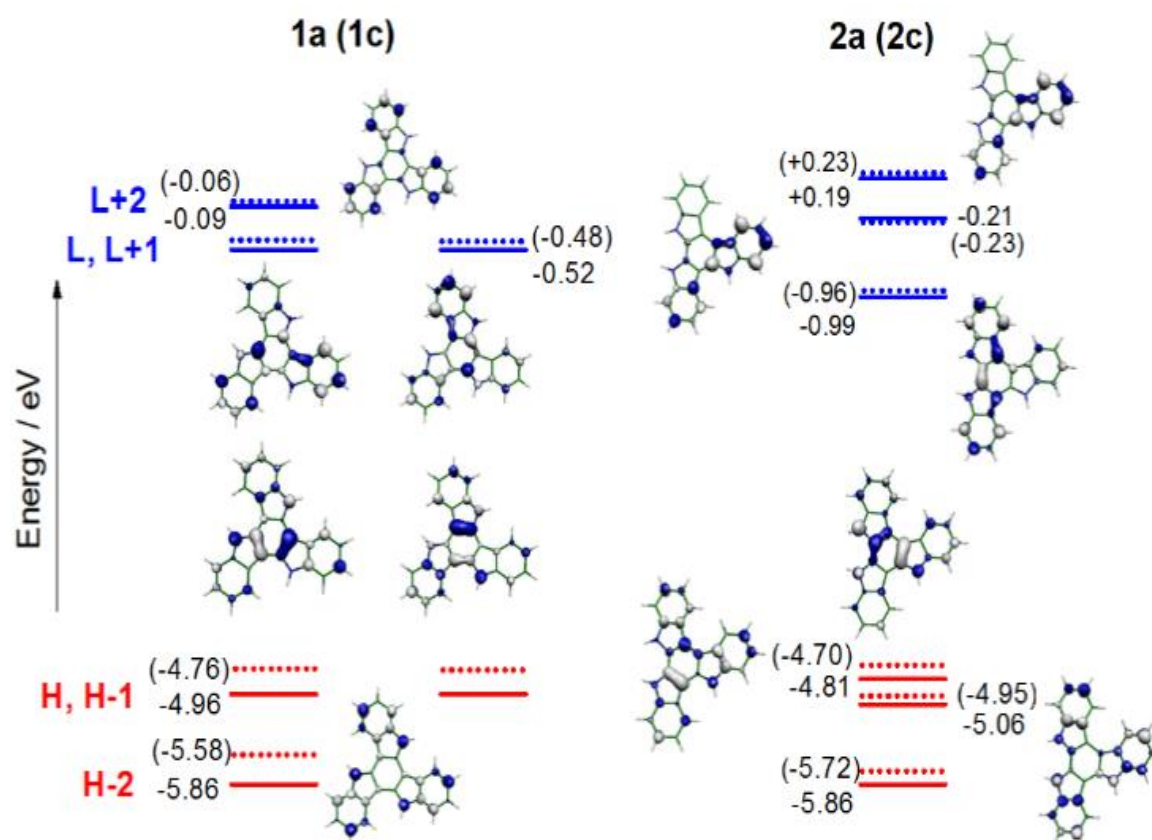 1a (1c)
2a (2c)
(-0.06)
L+2
-0.09
L, L+1
(-0.48)
-0.52
(+0.23)
+0.19
-0.21
(-0.23)
(-0.96)
-0.99
Energy / eV
(-4.76)
H, H-1
-4.96
(-5.58)
H-2
-5.86
(-4.70)
-4.81
(-4.95)
-5.06
(-5.72)
-5.86